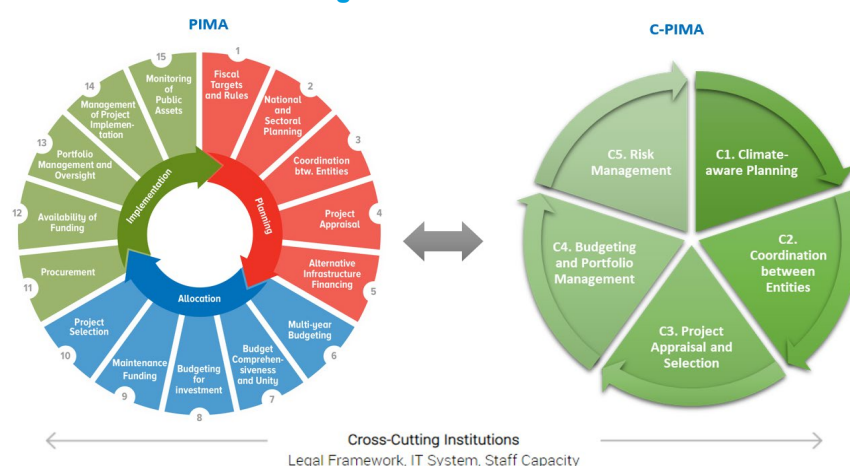 PIMA
C-PIMA
1
Fiscal
Targets
and Rules
2
National
and
Sectoral
Planning
3
Coordination
btw. Entities
4
Project
Appraisal
5
Alternative
Infrastructure
Financing
6
Multi-year
Budgeting
7
Budget
Comprehen-
siveness
and Unity
8
Budgeting
for
investment
9
Maintenance
Funding
10
Project
Selection
11
Procurement
12
Availability of
Funding
13
Portfolio
Management and
Oversight
14
Management
of Project
Implemen-
tation
15
Monitoring
of
Public
Assets
Planning
Allocation
Implementation
C1. Climate-
aware Planning
C2.
Coordination
between
Entities
C3. Project
Appraisal and
Selection
C4. Budgeting
and Portfolio
Management
C5. Risk
Management
Cross-Cutting Institutions
Legal Framework, IT System, Staff Capacity